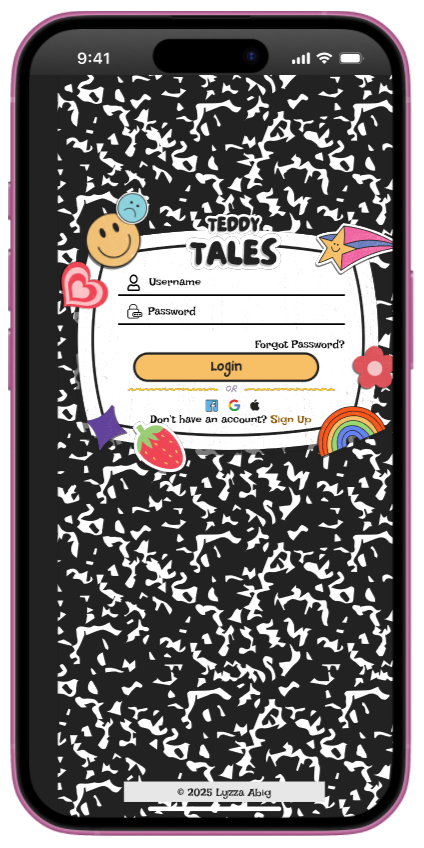 9:41
TEDDY
TALES
Username
Password
Forgot Password?
Login
OR
Don't have an account? Sign Up
© 2025 Lyzza Abig